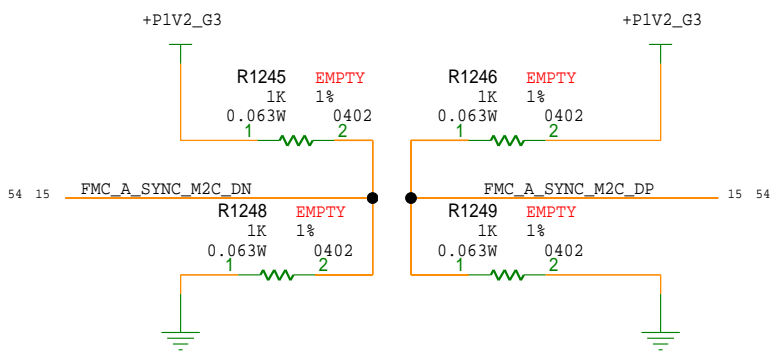 +P1V2_G3 +P1V2_G3
R1245 EMPTY R1246 EMPTY
1K 1% 1K 1%
0.063W 0402 0.063W 0402
1 2 1 2
54 15 FMC_A_SYNC_M2C_DN FMC_A_SYNC_M2C_DP 15 54
R1248 EMPTY R1249 EMPTY
1K 1% 1K 1%
0.063W 0402 0.063W 0402
1 2 1 2